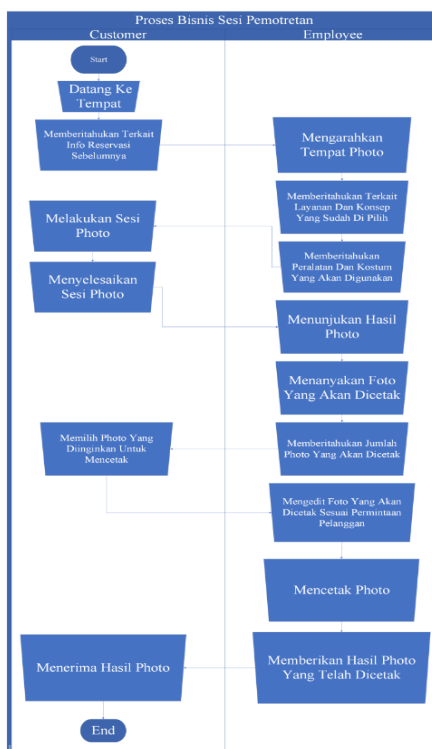 Proses Bisnis Sesi Pemotretan
Customer
Employee
Start
Datang Ke
Tempat
Memberitahukan Terkait
Info Reservasi
Sebelumnya
Mengarahkan
Tempat Photo
Memberitahukan Terkait
Layanan Dan Konsep
Yang Sudah Di Pilih
Memberitahukan
Peralatan Dan Kostum
Yang Akan Digunakan
Melakukan Sesi
Photo
Menyelesaikan
Sesi Photo
Menunjukan Hasil
Photo
Menanyakan Foto
Yang Akan Dicetak
Memberitahukan Jumlah
Photo Yang Akan Dicetak
Memilih Photo Yang
Diinginkan Untuk
Mencetak
Mengedit Foto Yang Akan
Dicetak Sesuai Permintaan
Pelanggan
Mencetak Photo
Memberikan Hasil Photo
Yang Telah Dicetak
Menerima Hasil Photo
End